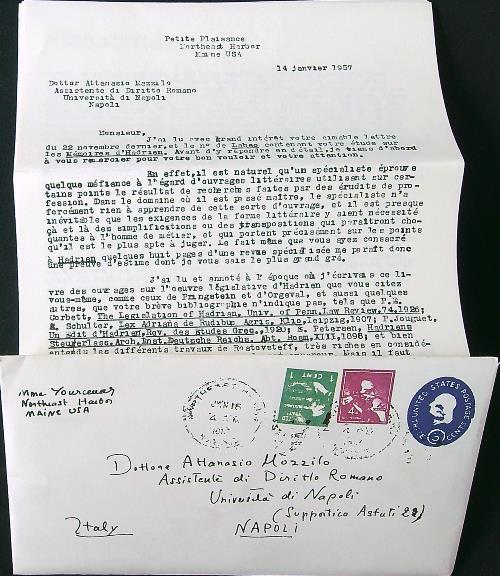 Petite Plaisance
Northeast Harbor
Maine USA
14 janvier 1957
Dottor Attanasio Mozzilo
Assistente di Diritto Romano
Università di Napoli
Napoli
Monsieur,
J'ai lu avec grand intérêt votre aimable lettre
du 22 novembre dernier, et le n° de Labeo contenant votre étude sur
les Mémoires d'Hadrien. Avant d'y répondre en détail, je tiens d'abord
à vous remercier pour votre bon vouloir et votre attention.
En effet, il est naturel qu'un spécialiste éprouve
quelque méfiance à l'égard d'ouvrages littéraires utilisant sur cer-
tains points le résultat de recherches faites par des érudits de pro-
fession. Dans le domaine où il est passé maître, le spécialiste n'a
forcément rien à apprendre de cette sorte d'ouvrage, et il est presque
inévitable que les exigences de la forme littéraire y aient nécessité
çà et là des simplifications ou des transpositions qui paraîtront cho-
quantes à l'homme de métier, et qui portent précisément sur les points
qu'il est le plus apte à juger. Le fait même que vous ayez consacré
à Hadrien quelques huit pages d'une revue spécialisée me paraît donc
une preuve d'estime dont je vous sais le plus grand gré.
J'ai lu et annoté à l'époque où j'écrivais ce li-
vre des ouvrages sur l'oeuvre législative d'Hadrien que vous citez
vous-même, comme ceux de Pringsheim et d'Orgeval, et aussi quelques
autres, que votre brève bibliographie n'indique pas, tels que P.E.
Corbett, The Legislation of Hadrian, Univ. of Penn. Law Review, 74, 1926;
A. Schulter, Lex Adriana de Rudibus Agris, Leipzig, 1907; P. Jouguet,
Un édit d'Hadrien, Rev. des études Grec., 1920; E. Petersen, Hadrians
Steuererlass, Arch. Inst. Deutsche Reichs. Abt. Rom, XIII, 1898; et bien
entendu les différents travaux de Rostovtzeff, très riches en considé-
Mais il faut
Mme Yourcenar
Northeast Harbor
MAINE USA
1 CENT
UNITED STATES POSTAGE
CENTS
Dottore Attanasio Mozzilo
Assistente di Diritto Romano
Università di Napoli
(Supportico Astuti 22)
NAPOLI
Italy